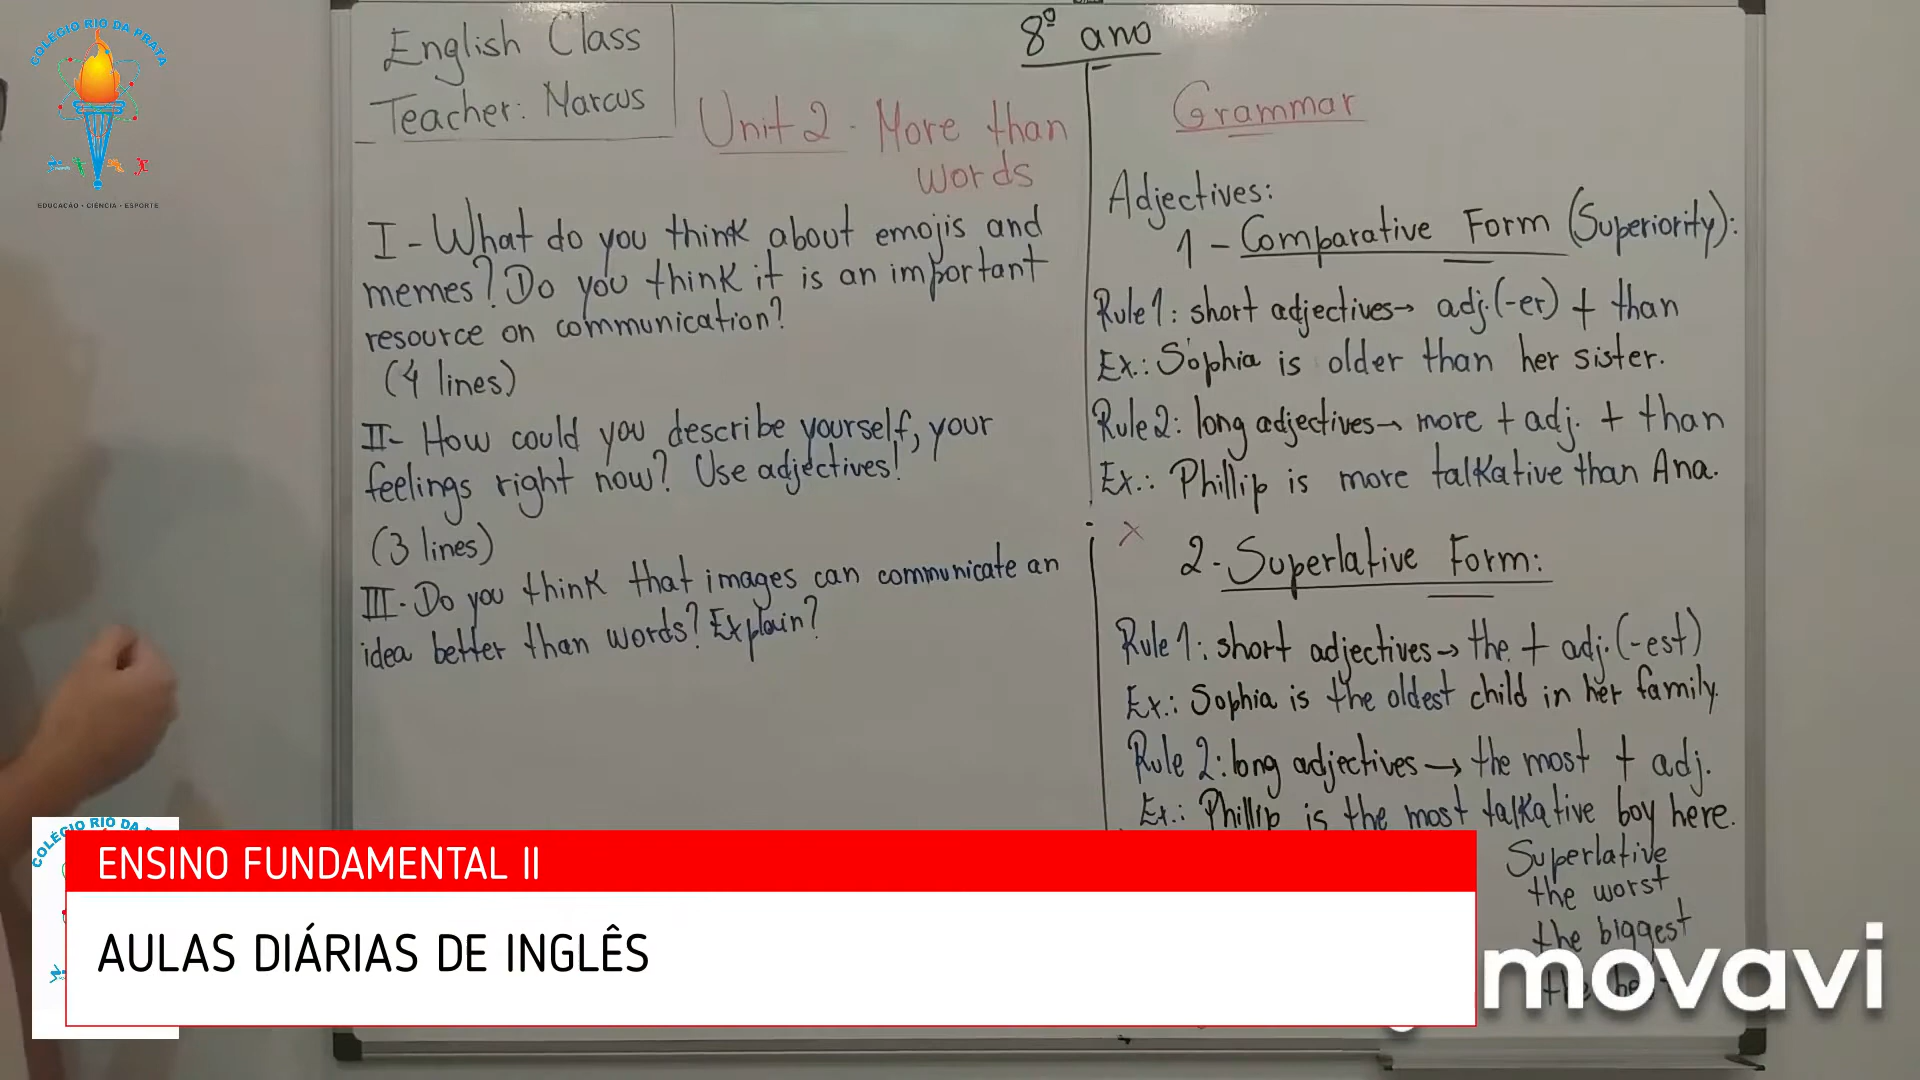 COLÉGIO RIO DA PRATA
EDUCAÇÃO • CIÊNCIA • ESPORTE
English Class
Teacher: Marcus
8º ano
Unit 2 - More than
words
I - What do you think about emojis and
memes? Do you think it is an important
resource on communication?
(4 lines)
II- How could you describe yourself, your
feelings right now? Use adjectives!
(3 lines)
III- Do you think that images can communicate an
idea better than words? Explain?
Grammar
Adjectives:
1 - Comparative Form (Superiority):
Rule 1: short adjectives→ adj.(-er) + than
Ex.: Sophia is older than her sister.
Rule 2: long adjectives→ more + adj. + than
Ex.: Phillip is more talkative than Ana.
2 - Superlative Form:
Rule 1: short adjectives→ the + adj.(-est)
Ex.: Sophia is the oldest child in her family.
Rule 2: long adjectives→ the most + adj.
Ex.: Phillip is the most talkative boy here.
Superlative
the worst
the biggest
COLÉGIO RIO DA
ENSINO FUNDAMENTAL II
AULAS DIÁRIAS DE INGLÊS
movavi